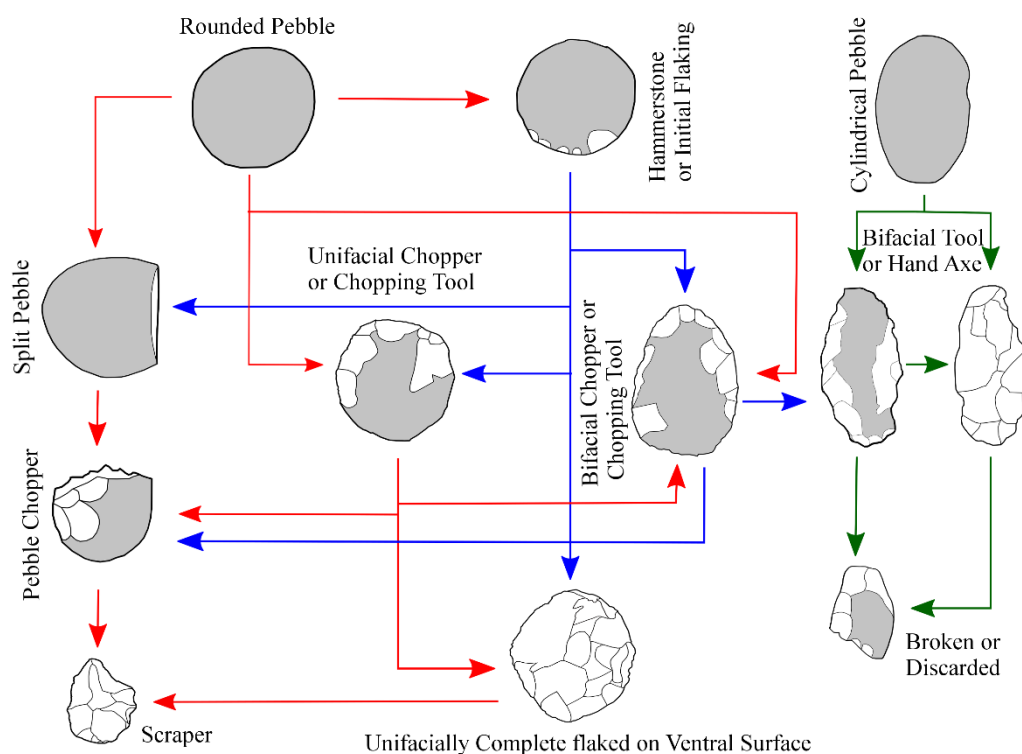 Rounded Pebble
Hammerstone
or Initial Flaking
Cylindrical Pebble
Split Pebble
Unifacial Chopper
or Chopping Tool
Bifacial Tool
or Hand Axe
Bifacial Chopper or
Chopping Tool
Pebble Chopper
Scraper
Broken or
Discarded
Unifacially Complete flaked on Ventral Surface